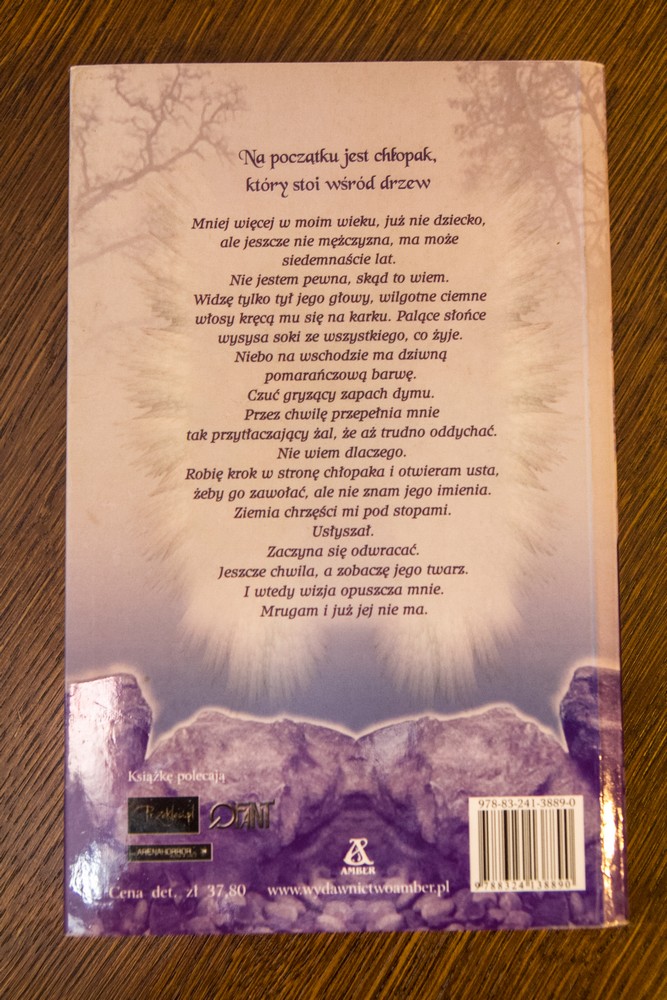 Na początku jest chłopak,
który stoi wśród drzew
Mniej więcej w moim wieku, już nie dziecko,
ale jeszcze nie mężczyzna, ma może
siedemnaście lat.
Nie jestem pewna, skąd to wiem.
Widzę tylko tył jego głowy, wilgotne ciemne
włosy kręcą mu się na karku. Palące słońce
wysysa soki ze wszystkiego, co żyje.
Niebo na wschodzie ma dziwną
pomarańczową barwę.
Czuć gryzący zapach dymu.
Przez chwilę przepełnia mnie
tak przytłaczający żal, że aż trudno oddychać.
Nie wiem dlaczego.
Robię krok w stronę chłopaka i otwieram usta,
żeby go zawołać, ale nie znam jego imienia.
Ziemia chrzęści mi pod stopami.
Usłyszał.
Zaczyna się odwracać.
Jeszcze chwila, a zobaczę jego twarz.
I wtedy wizja opuszcza mnie.
Mrugam i już jej nie ma.
Książkę polecają
ARENAHORROR
AMBER
Cena det. zł 37,80 www.wydawnictwoamber.pl
978-83-241-3889-0
9788324138890